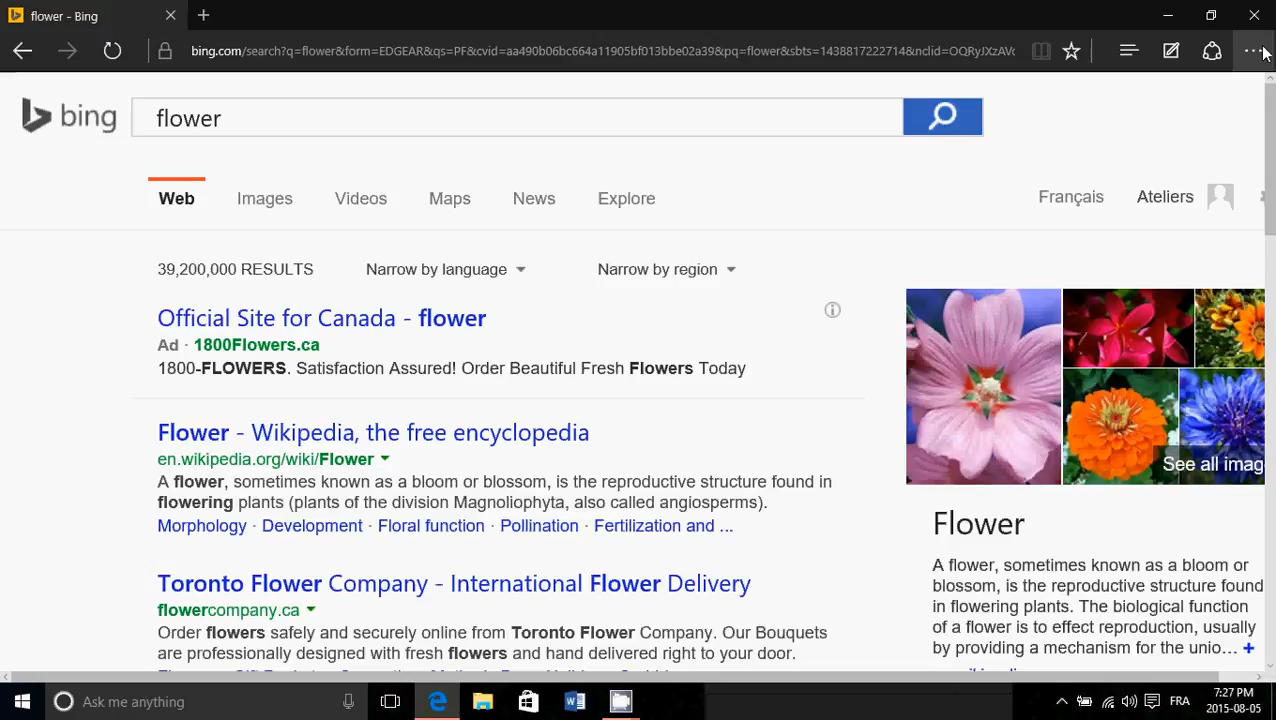 flower - Bing
bing.com/search?q=flower&form=EDGEAR&qs=PF&cvid=aa490b06bc664a11905bf013bbe02a39&pq=flower&sbts=1438817222714&nclid=OQRyJXzAV
bing
flower
Web Images Videos Maps News Explore
Français Ateliers
39,200,000 RESULTS Narrow by language Narrow by region
Official Site for Canada - flower
Ad · 1800Flowers.ca
1800-FLOWERS. Satisfaction Assured! Order Beautiful Fresh Flowers Today
Flower - Wikipedia, the free encyclopedia
en.wikipedia.org/wiki/Flower
A flower, sometimes known as a bloom or blossom, is the reproductive structure found in
flowering plants (plants of the division Magnoliophyta, also called angiosperms).
Morphology · Development · Floral function · Pollination · Fertilization and ...
Toronto Flower Company - International Flower Delivery
flowercompany.ca
Order flowers safely and securely online from Toronto Flower Company. Our Bouquets
are professionally designed with fresh flowers and hand delivered right to your door.
See all imag
Flower
A flower, sometimes known as a bloom or
blossom, is the reproductive structure found
in flowering plants. The biological function
of a flower is to effect reproduction, usually
by providing a mechanism for the unio... +
Ask me anything
FRA
7:27 PM
2015-08-05